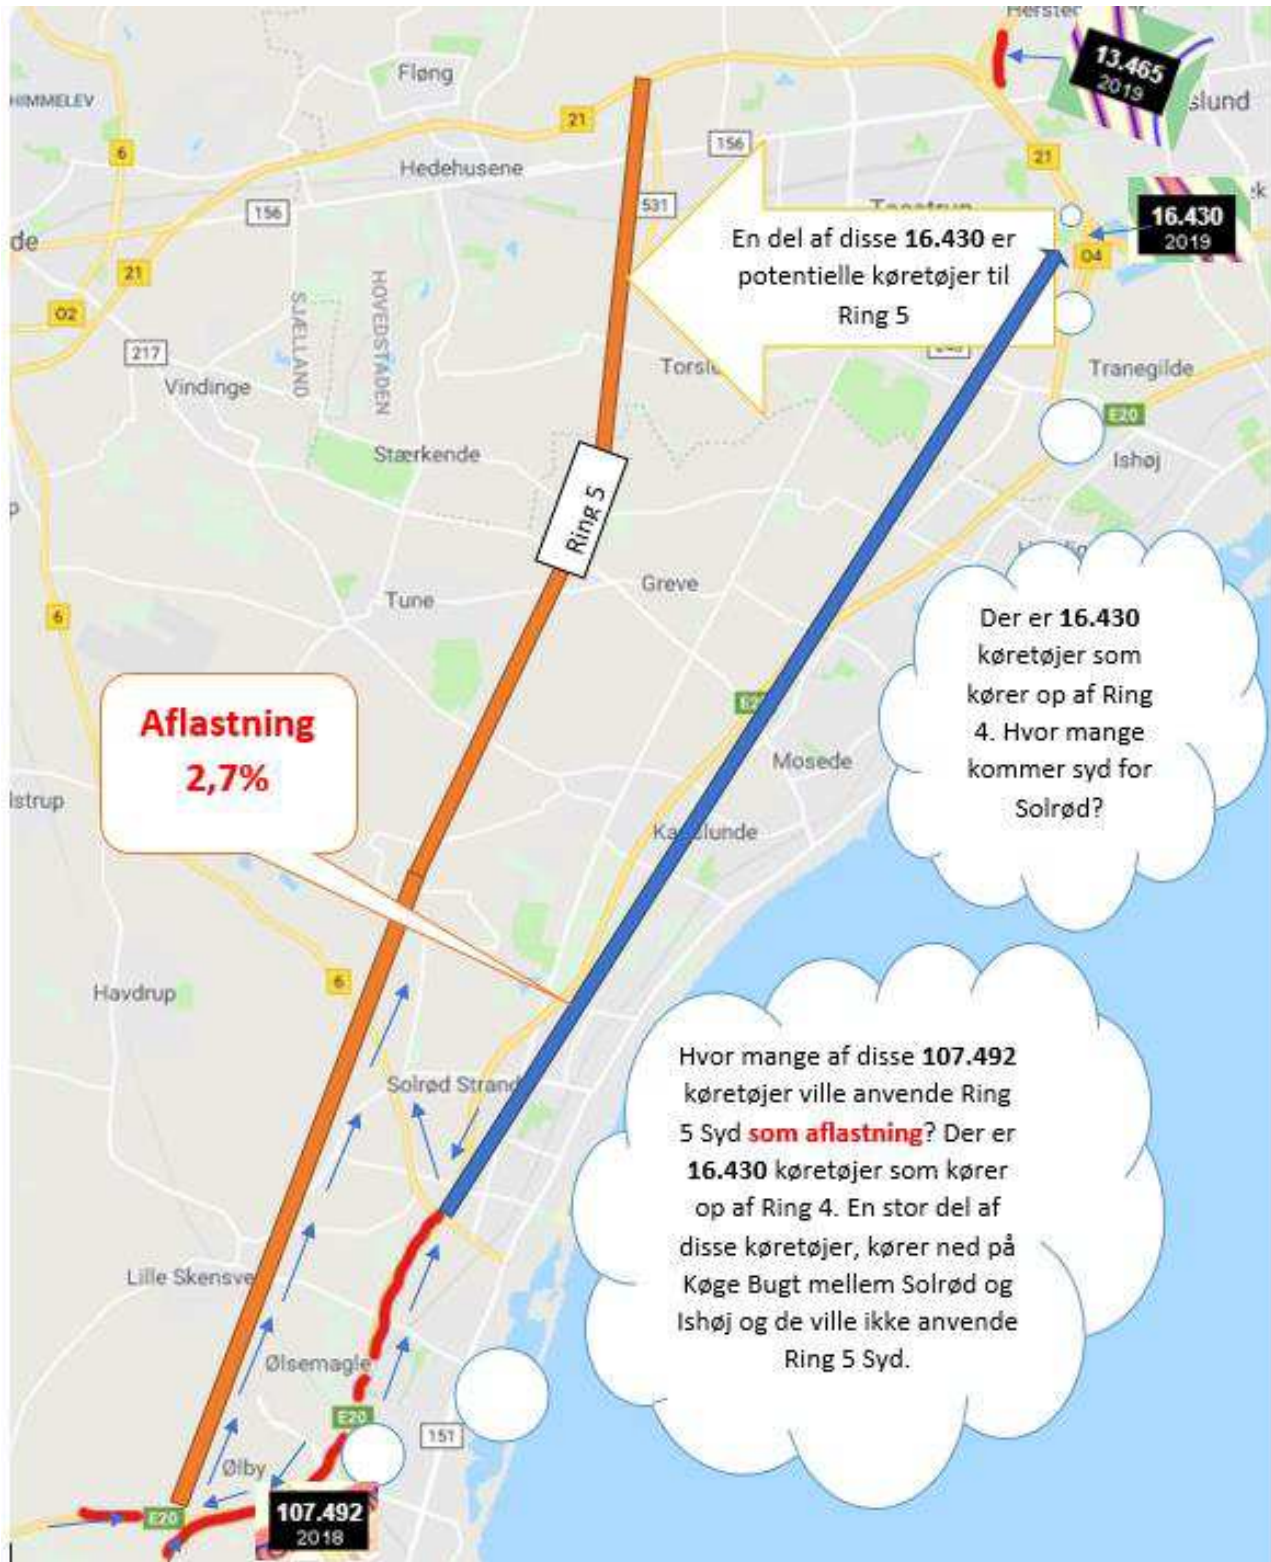 Fløng
13.465
2019
slund
HIMMELEV
21
6
156
21
Hedehusene
156
531
16.430
2019
de
En del af disse 16.430 er
potentielle køretøjer til
Ring 5
O4
21
O2
SJÆLLAND
HOVEDSTADEN
217
Vindinge
Tranegilde
E20
Stærkende
Ishøj
Ring 5
Greve
Tune
6
Der er 16.430
køretøjer som
kører op af Ring
4. Hvor mange
kommer syd for
Solrød?
Aflastning
2,7%
Mosede
lstrup
Havdrup
6
Solrød Strand
Hvor mange af disse 107.492
køretøjer ville anvende Ring
5 Syd som aflastning? Der er
16.430 køretøjer som kører
op af Ring 4. En stor del af
disse køretøjer, kører ned på
Køge Bugt mellem Solrød og
Ishøj og de ville ikke anvende
Ring 5 Syd.
Lille Skensve
Ølsemagle
E20
151
Ølby
E20
107.492
2018